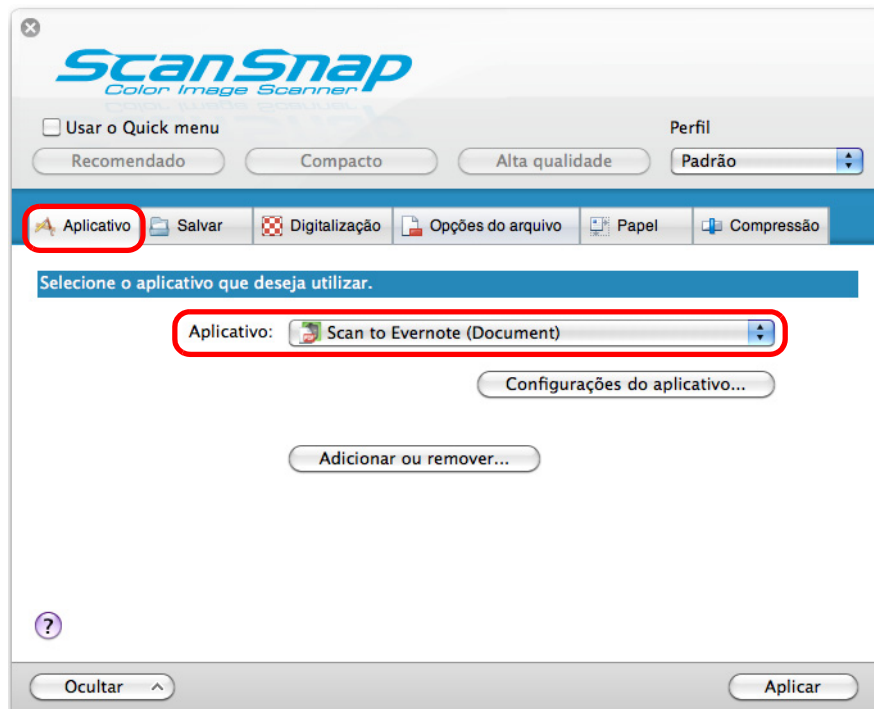 ScanSnap
Color Image Scanner
Usar o Quick menu
Perfil
Recomendado Compacto Alta qualidade Padrão
Aplicativo Salvar Digitalização Opções do arquivo Papel Compressão
Selecione o aplicativo que deseja utilizar.
Aplicativo: Scan to Evernote (Document)
Configurações do aplicativo...
Adicionar ou remover...
?
Ocultar Aplicar